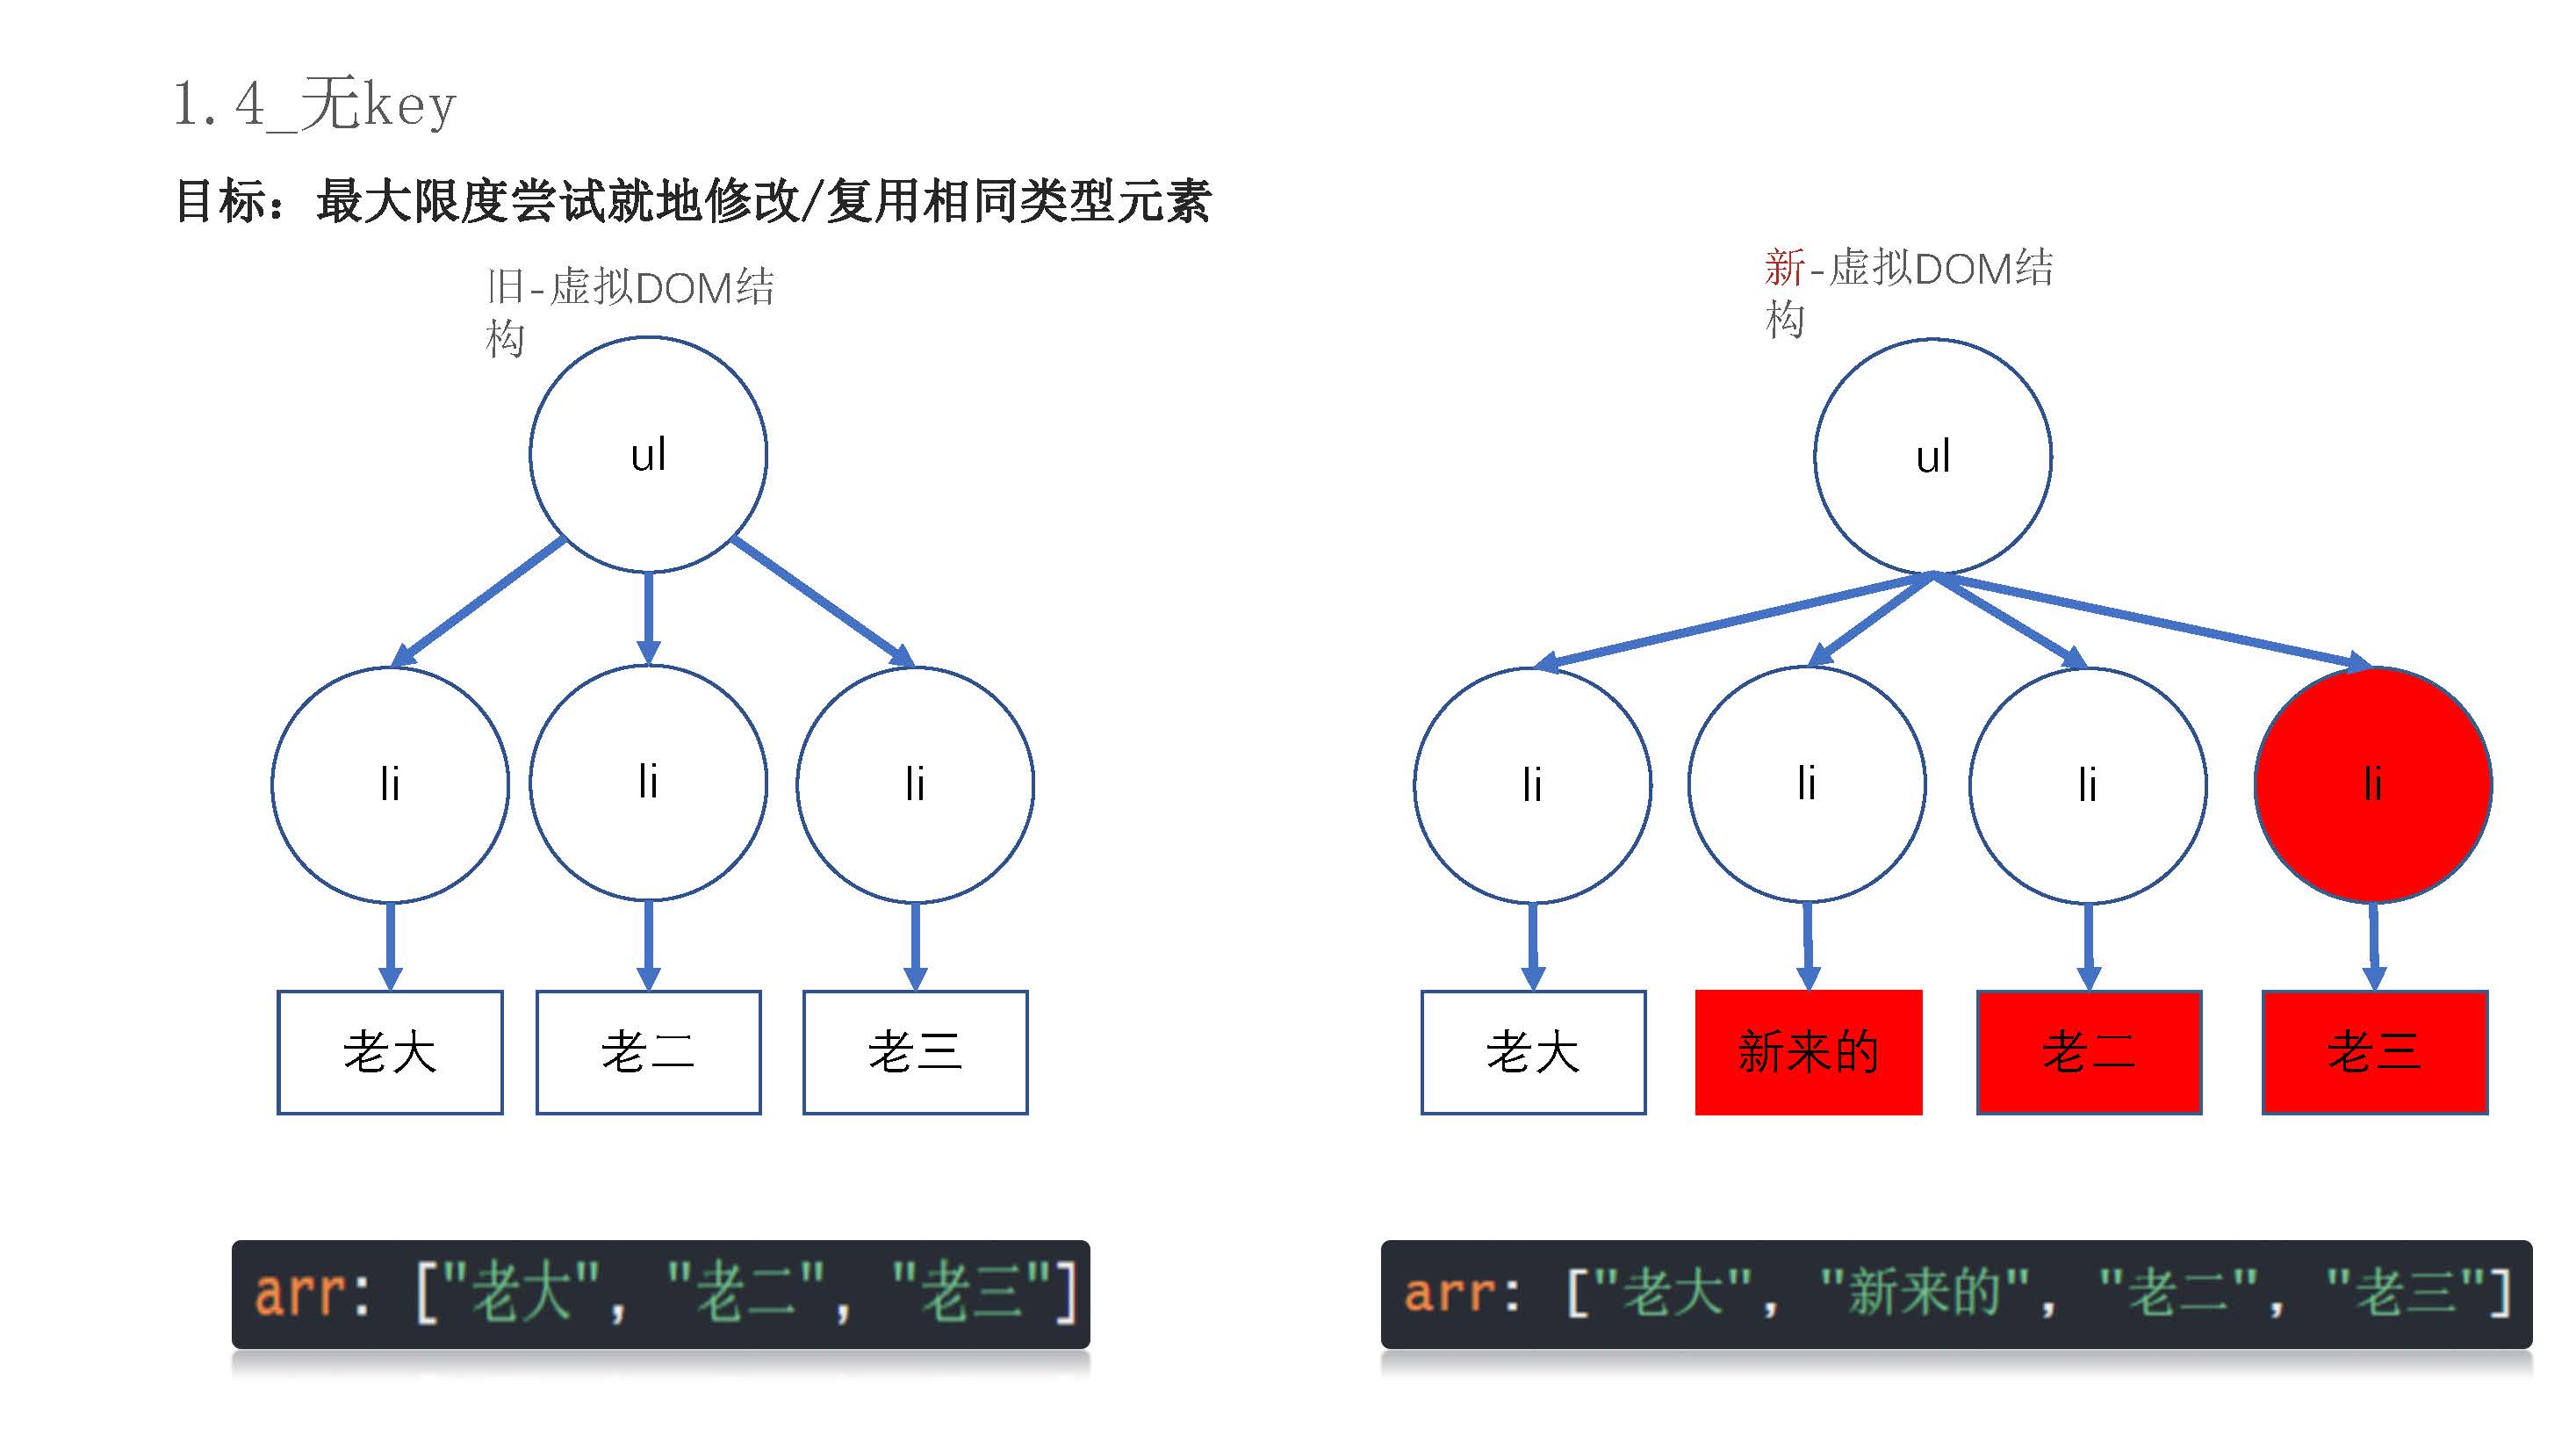 1.4_无key
目标：最大限度尝试就地修改/复用相同类型元素
旧-虚拟DOM结
构
ul
li
li
li
老大
老二
老三
arr: ["老大", "老二", "老三"]
新-虚拟DOM结
构
ul
li
li
li
li
老大
新来的
老二
老三
arr: ["老大", "新来的", "老二", "老三"]